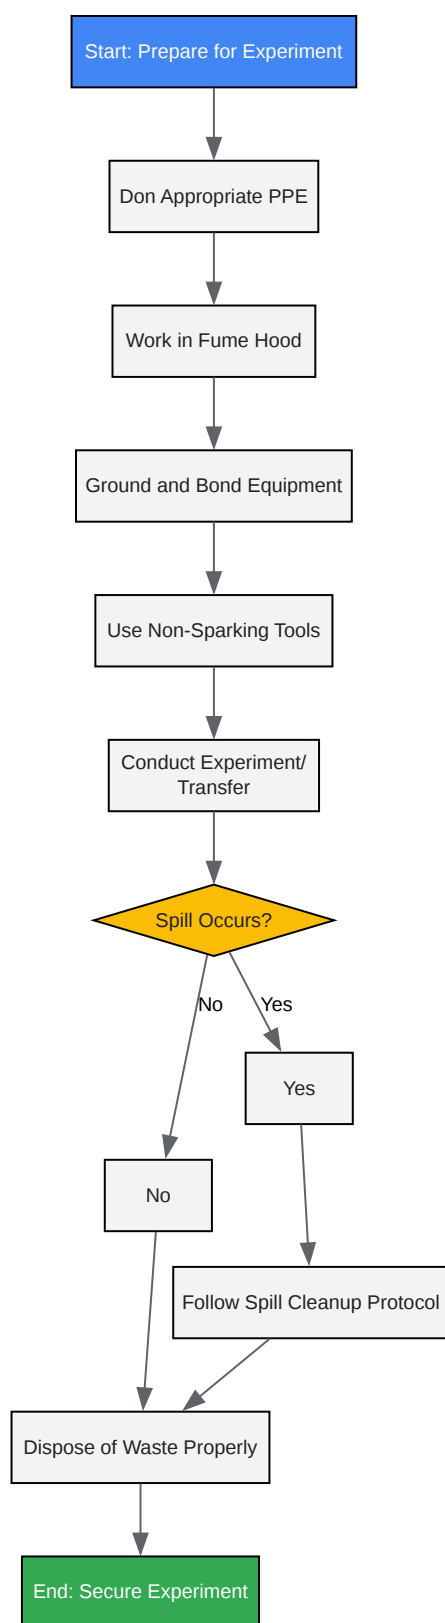 Start: Prepare for Experiment
Don Appropriate PPE
Work in Fume Hood
Ground and Bond Equipment
Use Non-Sparking Tools
Conduct Experiment/
Transfer
Spill Occurs?
No
Yes
Yes
No
Follow Spill Cleanup Protocol
Dispose of Waste Properly
End: Secure Experiment